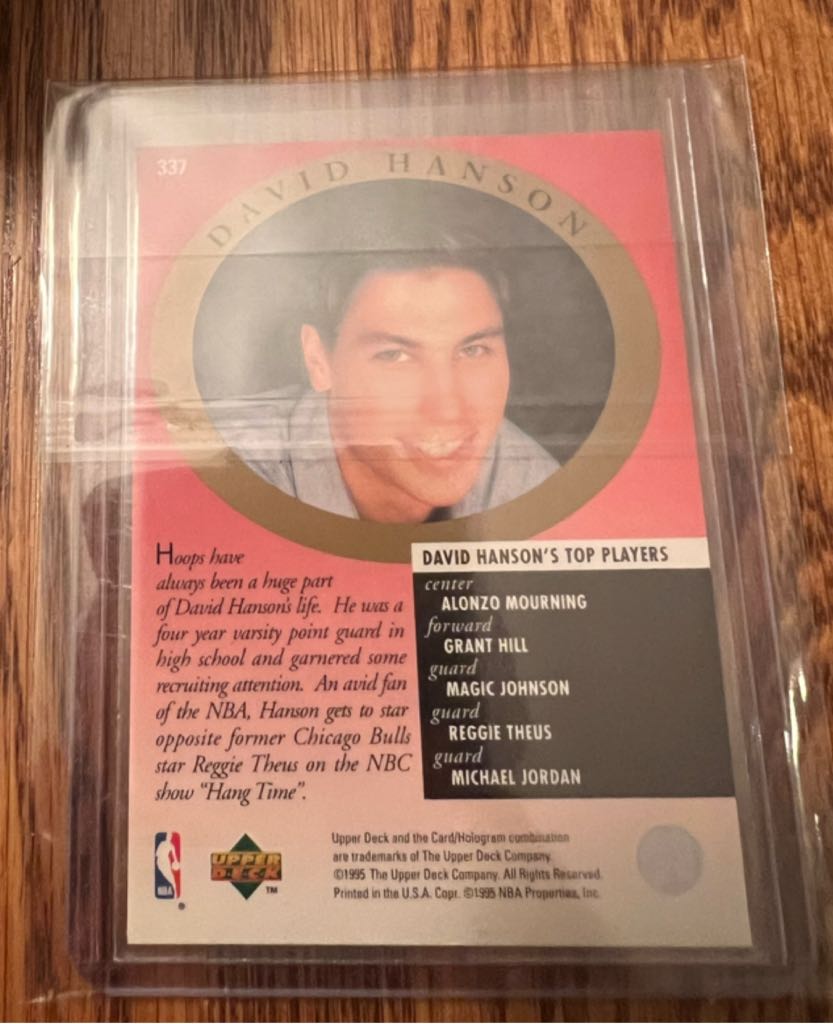 337
DAVID HANSON
Hoops have
always been a huge part
of David Hanson's life. He was a
four year varsity point guard in
high school and garnered some
recruiting attention. An avid fan
of the NBA, Hanson gets to star
opposite former Chicago Bulls
star Reggie Theus on the NBC
show "Hang Time".
DAVID HANSON'S TOP PLAYERS
center
ALONZO MOURNING
forward
GRANT HILL
guard
MAGIC JOHNSON
guard
REGGIE THEUS
guard
MICHAEL JORDAN
NBA
®
UPPER
DECK
TM
Upper Deck and the Card/Hologram combination
are trademarks of The Upper Deck Company.
©1995 The Upper Deck Company. All Rights Reserved.
Printed in the U.S.A. Copr. ©1995 NBA Properties, Inc.